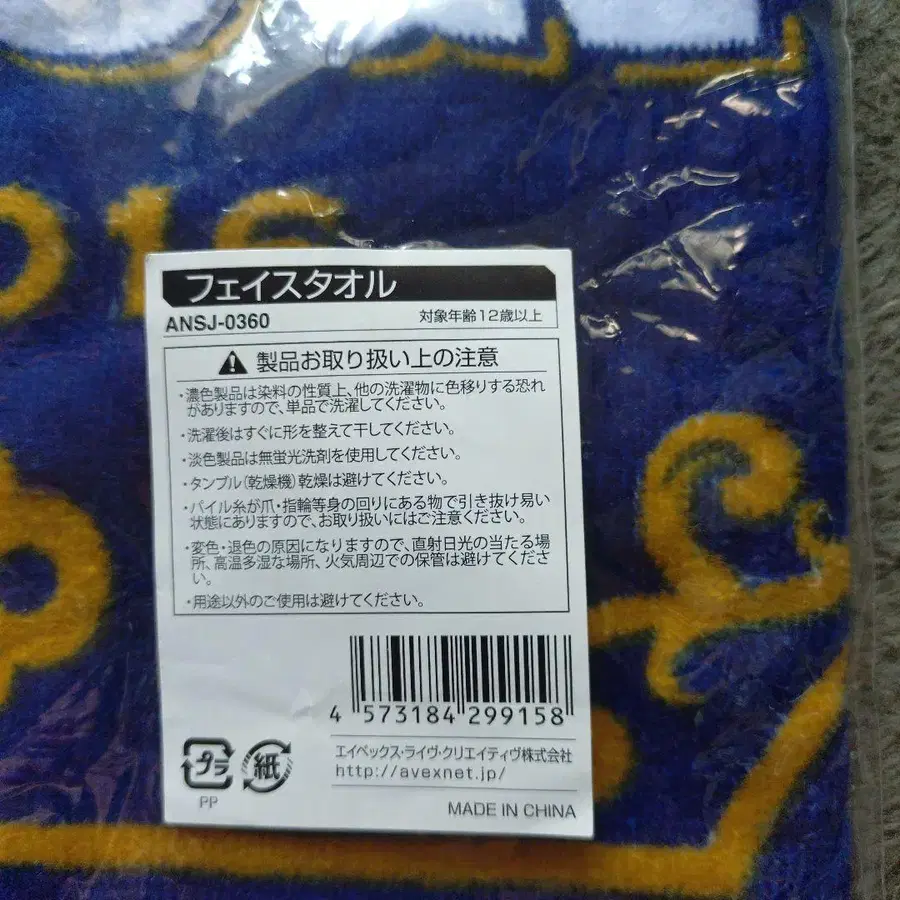 016
フェイスタオル
ANSJ-0360 対象年齢12歳以上
製品お取り扱い上の注意
・濃色製品は染料の性質上、他の洗濯物に色移りする恐れ
がありますので、単品で洗濯してください。
・洗濯後はすぐに形を整えて干してください。
・淡色製品は無蛍光洗剤を使用してください。
・タンブル(乾燥機)乾燥は避けてください。
・パイル糸が爪・指輪等身の回りにある物で引き抜け易い
状態にありますので、お取り扱いにはご注意ください。
・変色・退色の原因になりますので、直射日光の当たる場
所、高温多湿な場所、火気周辺での保管は避けてくださ
い。
・用途以外のご使用は避けてください。
4 573184 299158
エイベックス・ライヴ・クリエイティヴ株式会社
http://avexnet.jp/
プラ 紙
PP
MADE IN CHINA